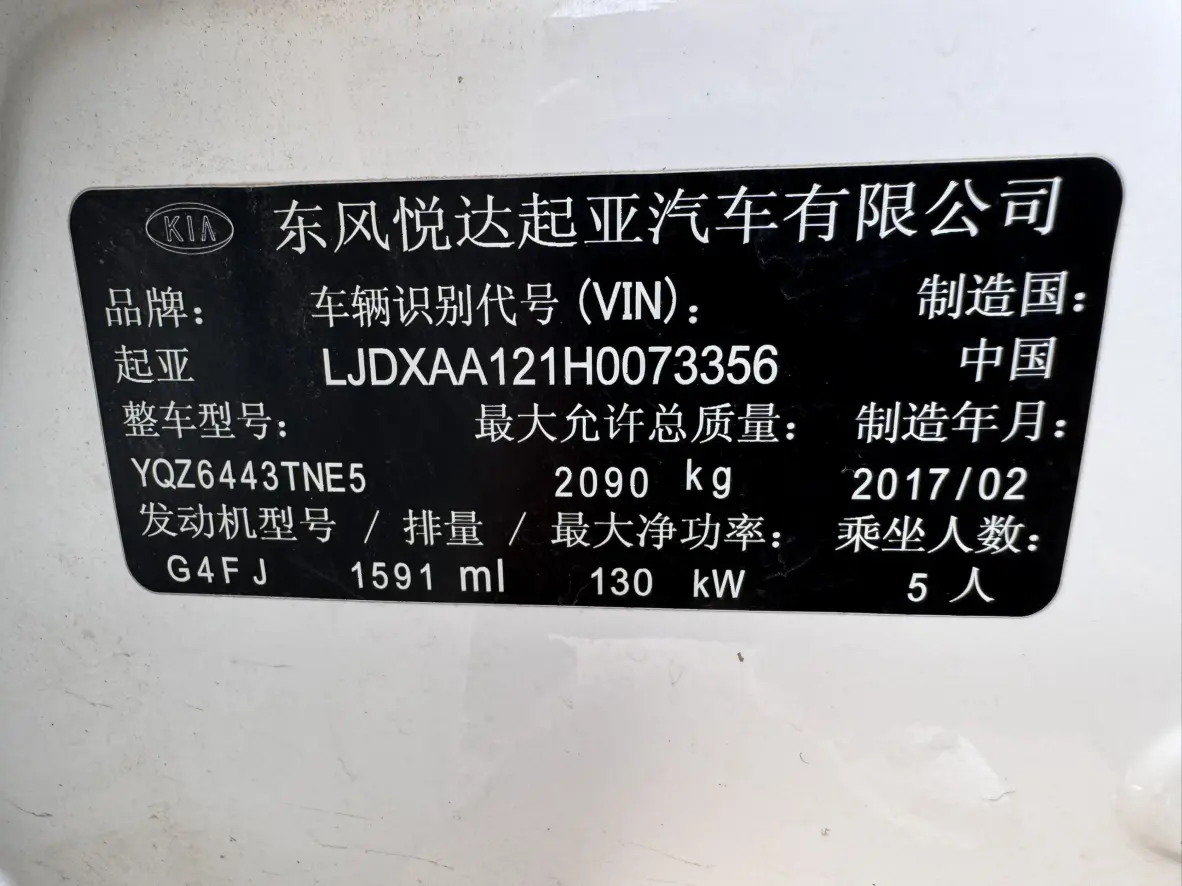 KIA 东风悦达起亚汽车有限公司
品牌： 车辆识别代号（VIN）： 制造国：
起亚 LJDXAA121H0073356 中国
整车型号： 最大允许总质量： 制造年月：
YQZ6443TNE5 2090 kg 2017/02
发动机型号 / 排量 / 最大净功率： 乘坐人数：
G4FJ 1591 ml 130 kW 5 人